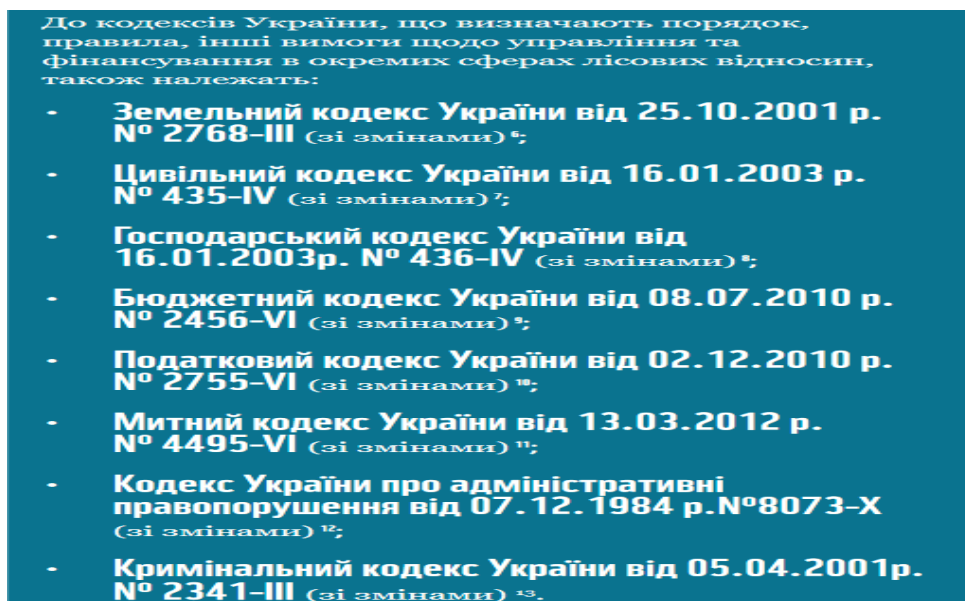 До кодексів України, що визначають порядок,
правила, інші вимоги щодо управління та
фінансування в окремих сферах лісових відносин,
також належать:
• Земельний кодекс України від 25.10.2001 р.
№ 2768-III (зі змінами) ⁶;
• Цивільний кодекс України від 16.01.2003 р.
№ 435-IV (зі змінами) ⁷;
• Господарський кодекс України від
16.01.2003р. № 436-IV (зі змінами) ⁸;
• Бюджетний кодекс України від 08.07.2010 р.
№ 2456-VI (зі змінами) ⁹;
• Податковий кодекс України від 02.12.2010 р.
№ 2755-VI (зі змінами) ¹⁰;
• Митний кодекс України від 13.03.2012 р.
№ 4495-VI (зі змінами) ¹¹;
• Кодекс України про адміністративні
правопорушення від 07.12.1984 р.№8073-X
(зі змінами) ¹²;
• Кримінальний кодекс України від 05.04.2001р.
№ 2341-III (зі змінами) ¹³.